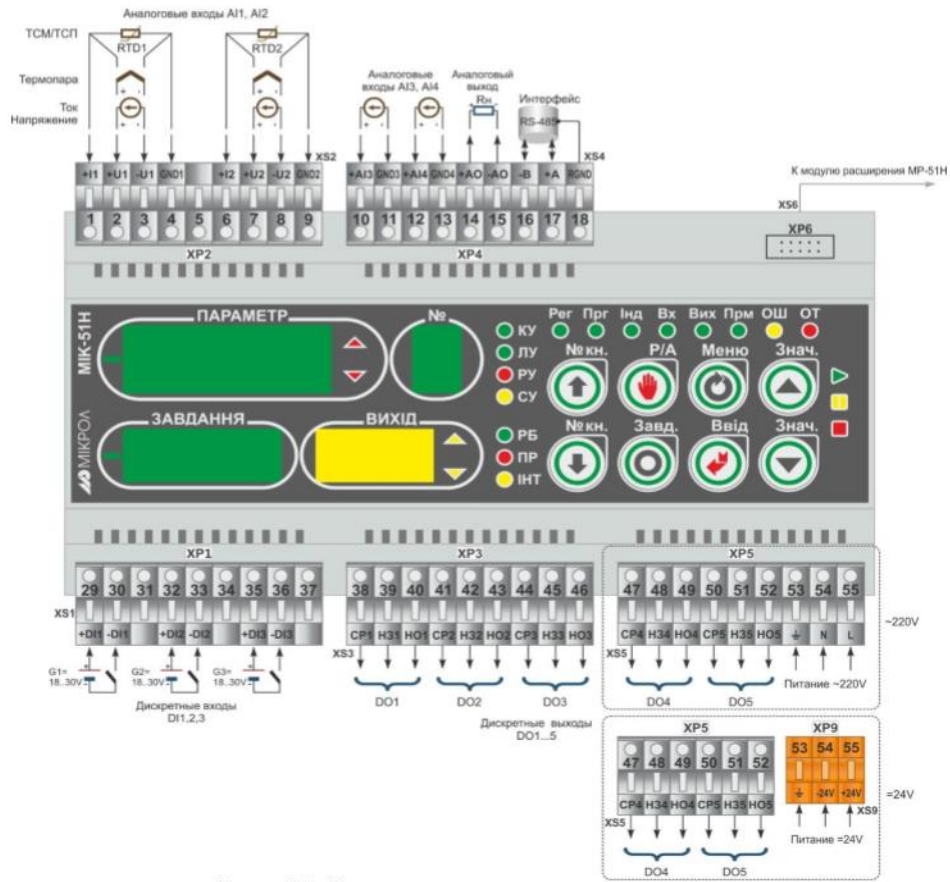 Аналоговые входы AI1, AI2
ТСМ/ТСП
RTD1
RTD2
Термопара
Ток
Напряжение
Аналоговые
входы AI3, AI4
Аналоговый
выход
Rн
Интерфейс
RS-485
XS2
XS4
+I1 +U1 -U1 GND1 +I2 +U2 -U2 GND2
+AI3 GND3 +AI4 GND4 +AO -AO -B +A RGND
1 2 3 4 5 6 7 8 9
10 11 12 13 14 15 16 17 18
XP2
XP4
К модулю расширения МР-51Н
XS6
XP6
МІК-51Н
МІКРОЛ
ПАРАМЕТР
№
ЗАВДАННЯ
ВИХІД
КУ
ЛУ
РУ
СУ
РБ
ПР
ІНТ
Рег Прг Інд Вх Вих Прм ОШ ОТ
№ кн. Р/А Меню Знач.
№ кн. Завд. Ввід Знач.
XP1
XP3
XP5
29 30 31 32 33 34 35 36 37
38 39 40 41 42 43 44 45 46
47 48 49 50 51 52 53 54 55
XS1
+DI1 -DI1 +DI2 -DI2 +DI3 -DI3
CP1 H31 HO1 CP2 H32 HO2 CP3 H33 HO3
CP4 H34 HO4 CP5 H35 HO5 N L
XS3
XS5
~220V
G1=
18..30V
G2=
18..30V
G3=
18..30V
+ + +
- - -
Дискретные входы
DI1,2,3
DO1
DO2
DO3
Дискретные выходы
DO1...5
DO4
DO5
Питание ~220V
XP5
XP9
47 48 49 50 51 52
53 54 55
CP4 H34 HO4 CP5 H35 HO5
-24V +24V
XS5
XS9
=24V
DO4
DO5
Питание =24V